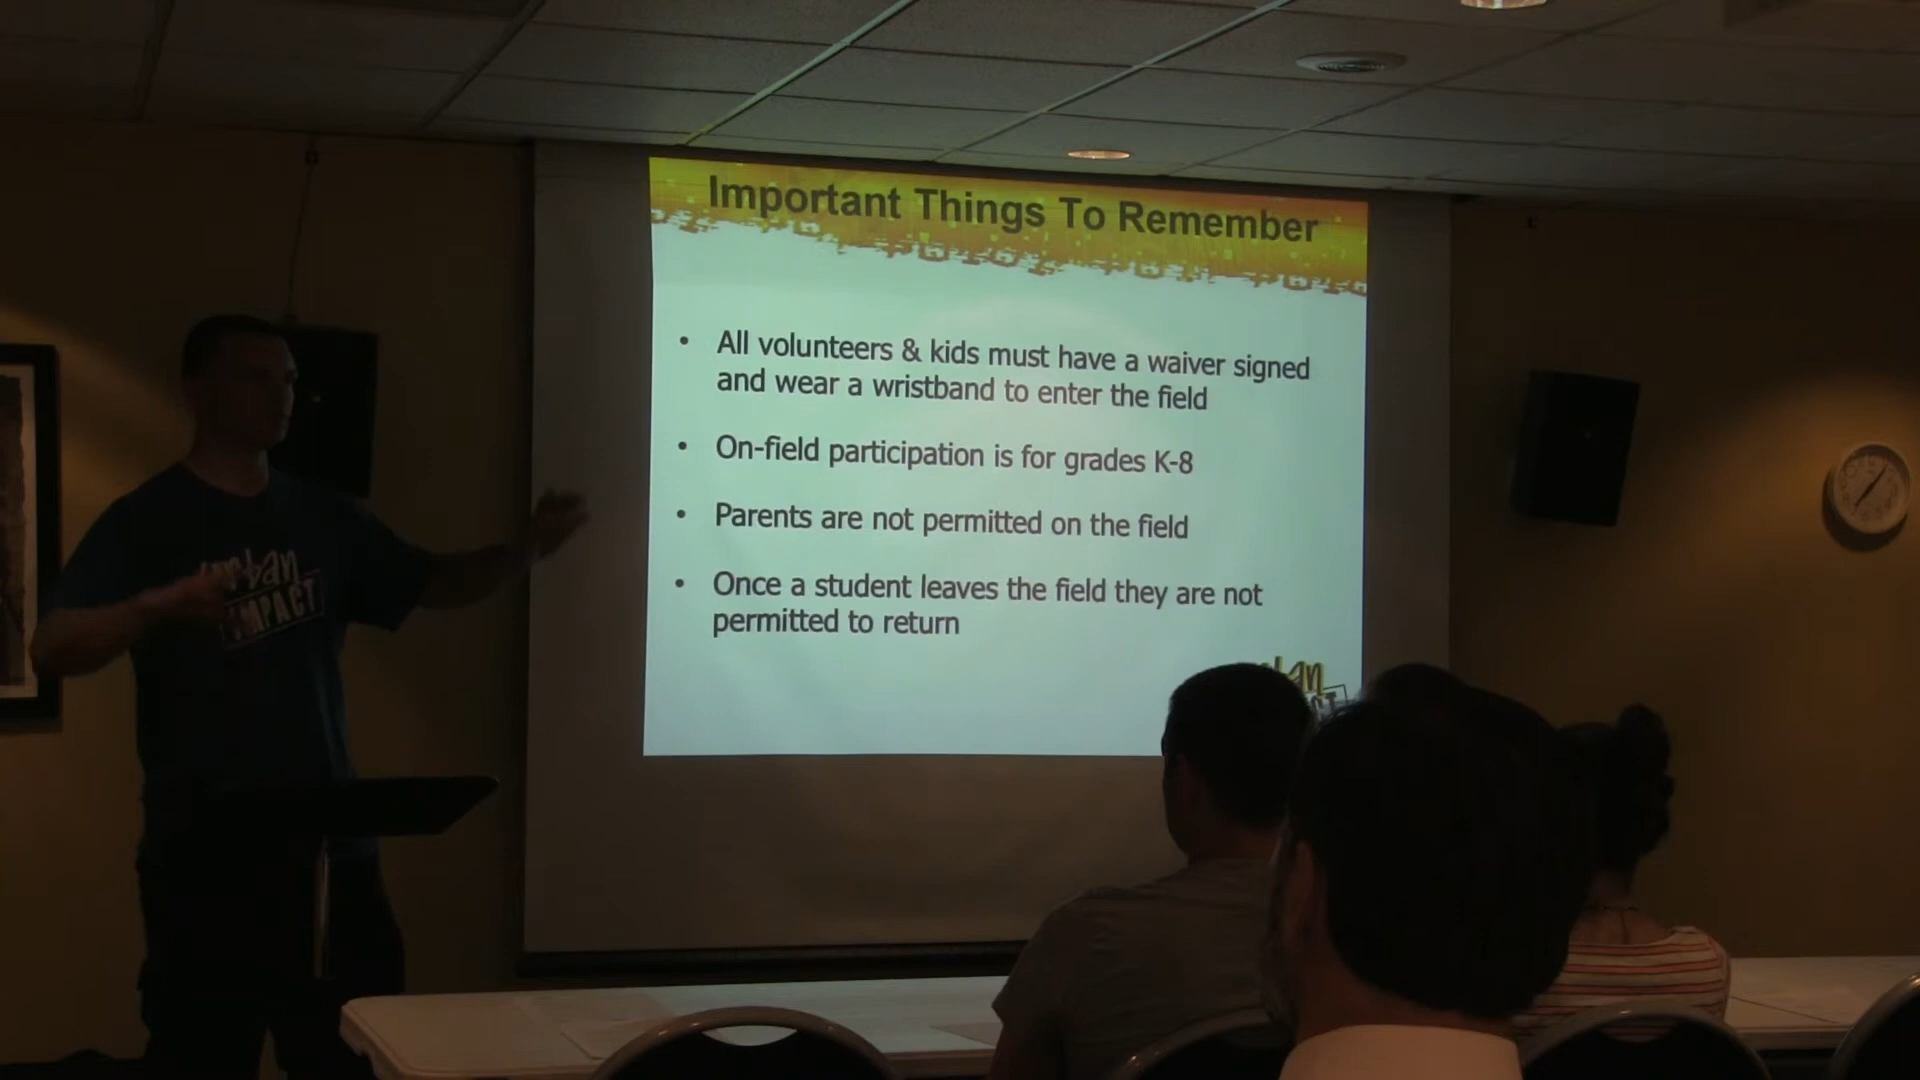 Important Things To Remember
• All volunteers & kids must have a waiver signed
and wear a wristband to enter the field
• On-field participation is for grades K-8
• Parents are not permitted on the field
• Once a student leaves the field they are not
permitted to return
urban
IMPACT